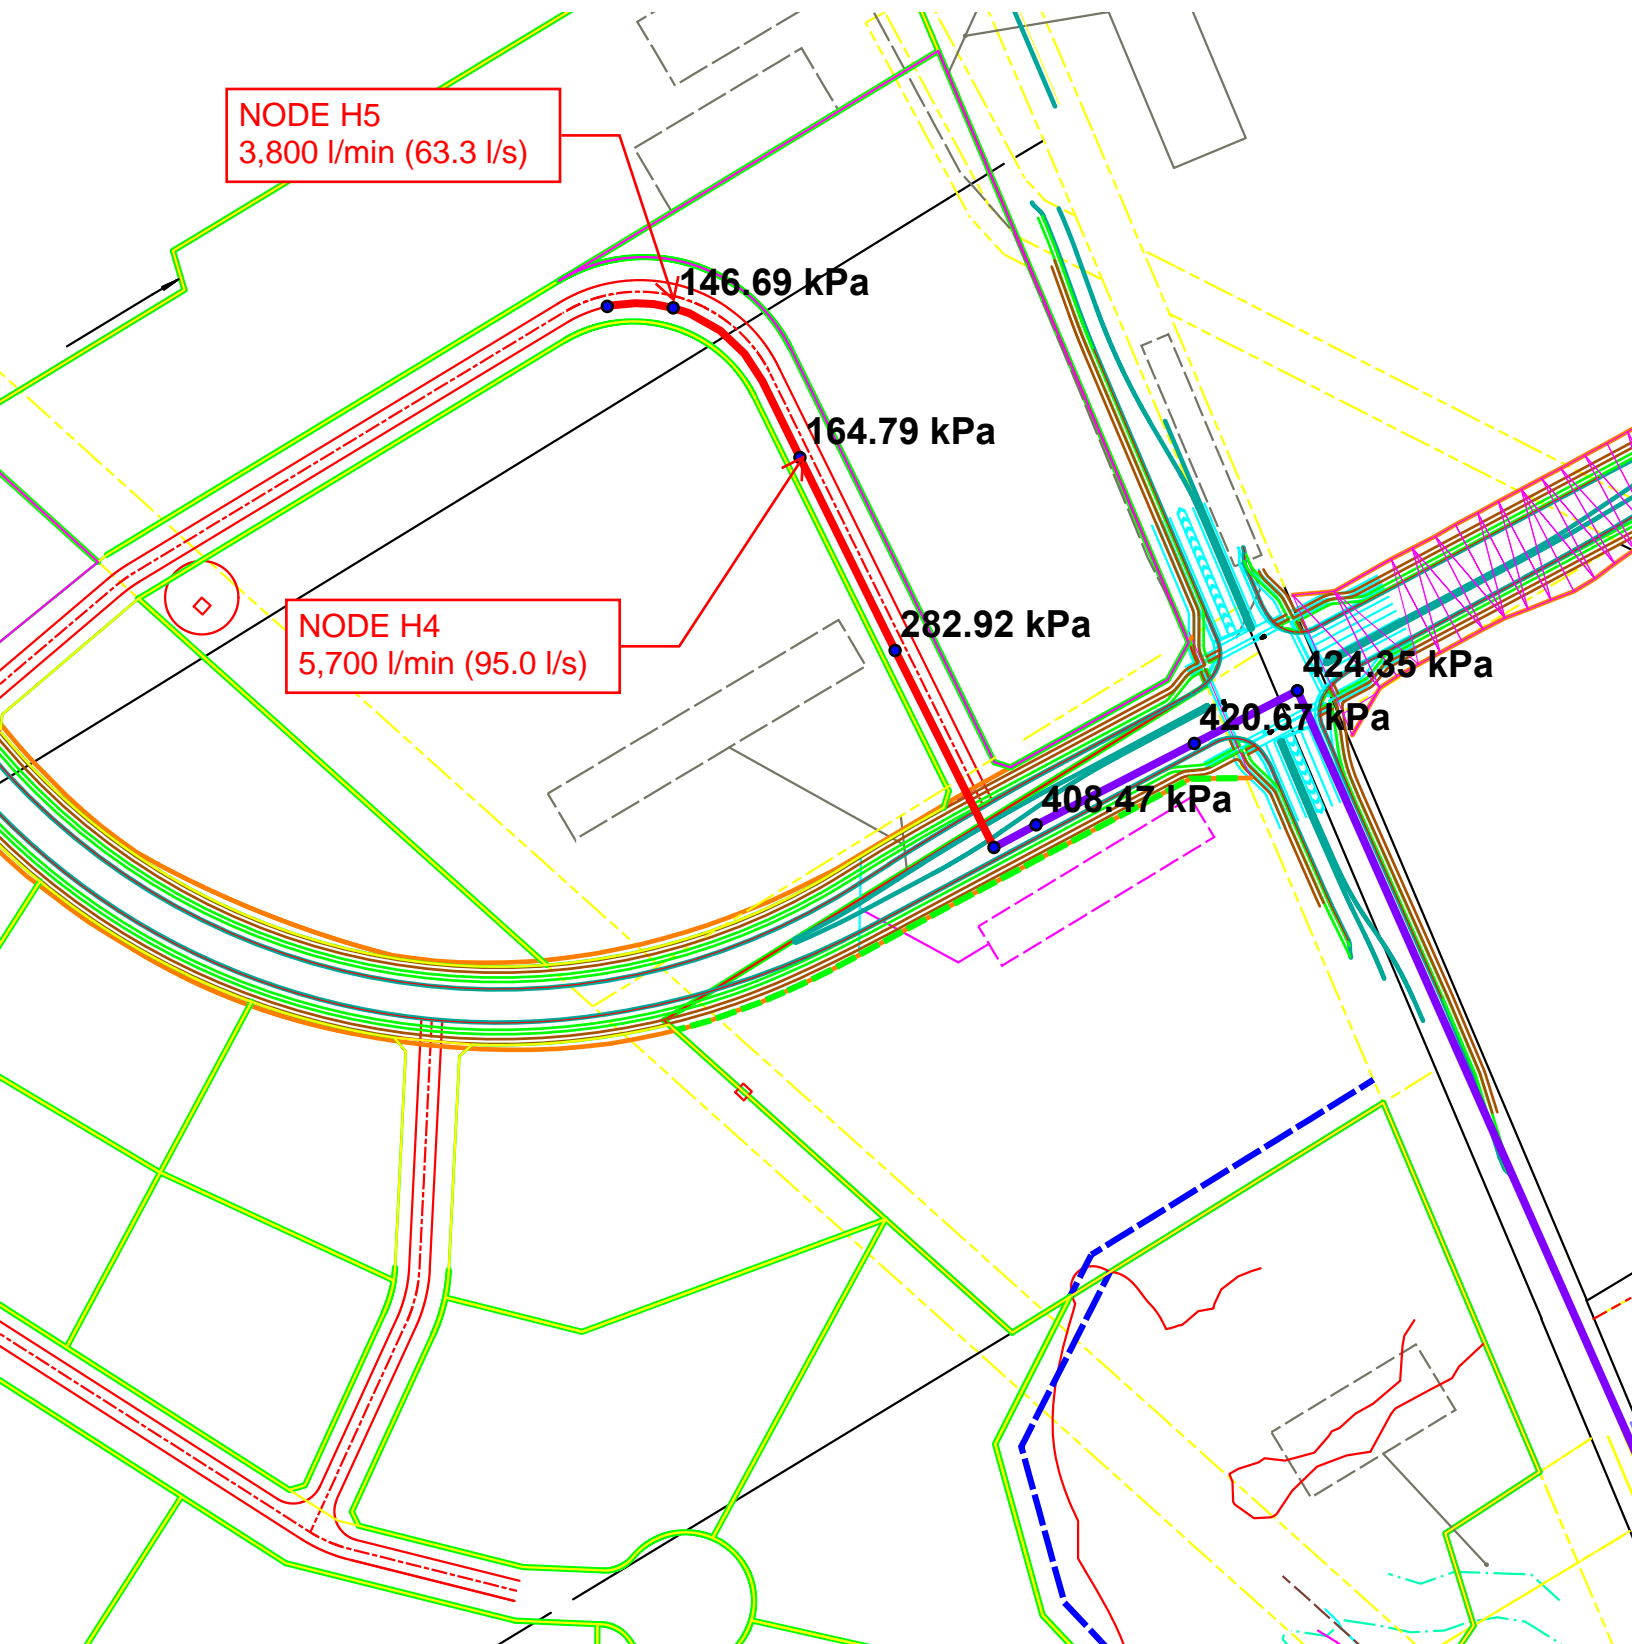 NODE H5
3,800 l/min (63.3 l/s)
146.69 kPa
164.79 kPa
NODE H4
5,700 l/min (95.0 l/s)
282.92 kPa
424.35 kPa
420.67 kPa
408.47 kPa